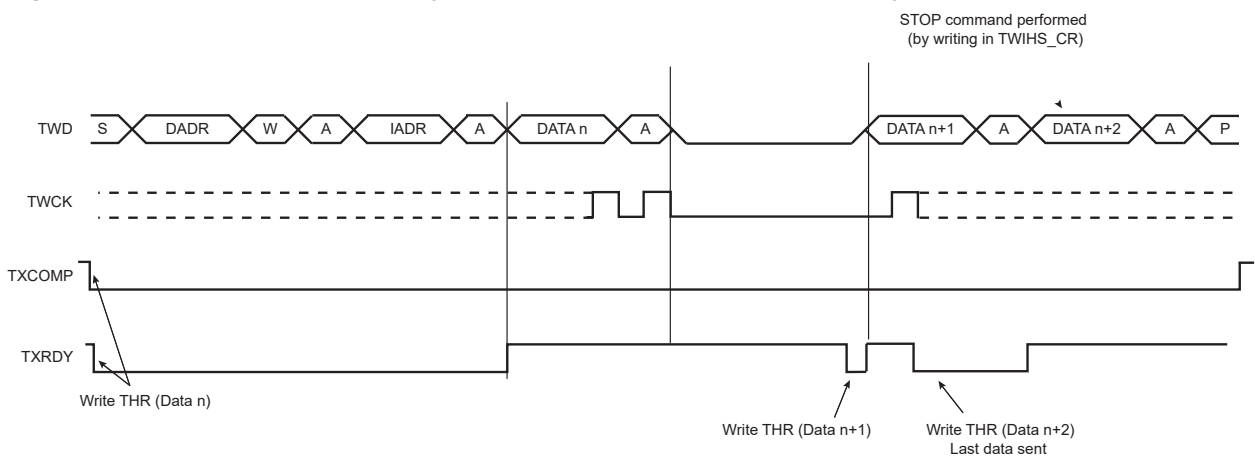 STOP command performed
(by writing in TWIHS_CR)
TWD S DADR W A IADR A DATA n A DATA n+1 A DATA n+2 A P
TWCK
TXCOMP
TXRDY
Write THR (Data n)
Write THR (Data n+1) Write THR (Data n+2)
Last data sent